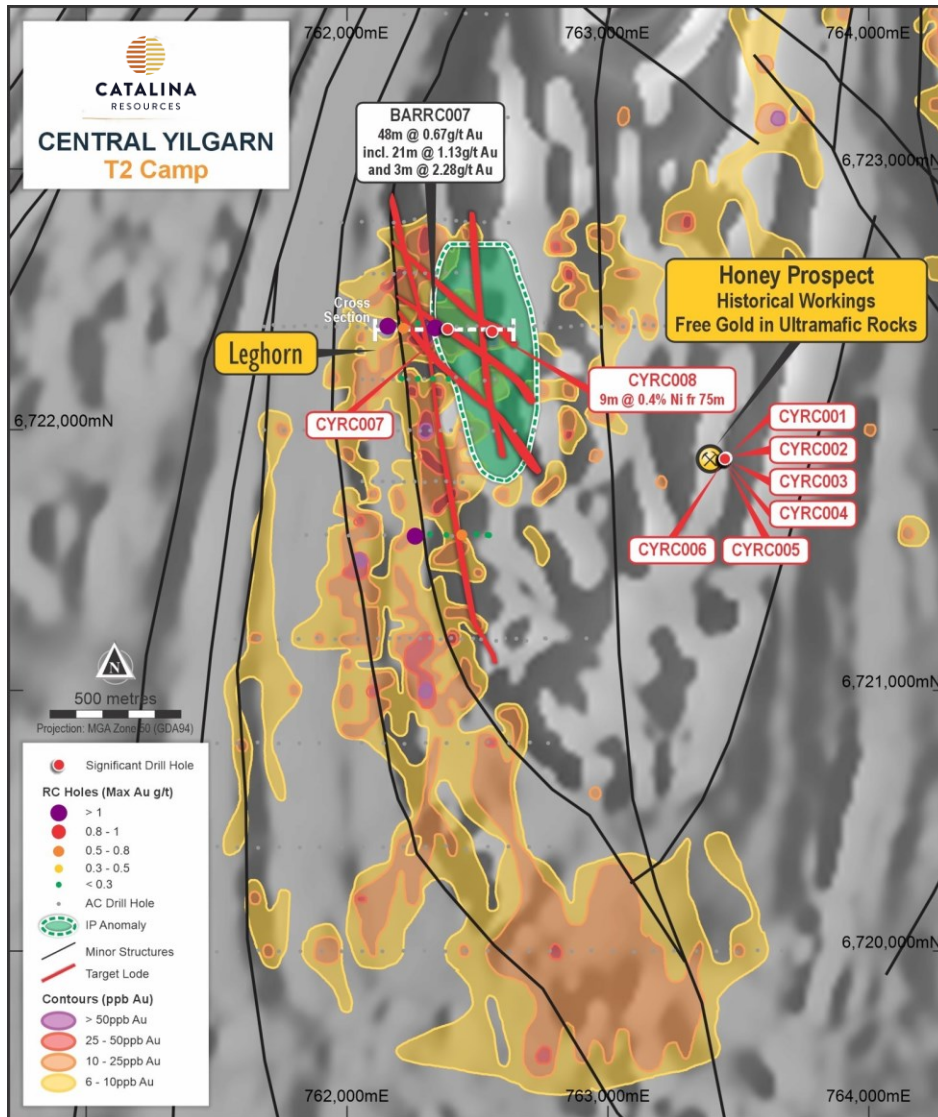 762,000mE
763,000mE
764,000mE
CATALINA
RESOURCES
CENTRAL YILGARN
T2 Camp
BARRC007
48m @ 0.67g/t Au
incl. 21m @ 1.13g/t Au
and 3m @ 2.28g/t Au
6,723,000mN
Honey Prospect
Historical Workings
Free Gold in Ultramafic Rocks
Cross
Section
Leghorn
CYRC008
9m @ 0.4% Ni fr 75m
CYRC007
6,722,000mN
CYRC001
CYRC002
CYRC003
CYRC004
CYRC006
CYRC005
N
500 metres
Projection: MGA Zone 50 (GDA94)
6,721,000mN
Significant Drill Hole
RC Holes (Max Au g/t)
> 1
0.8 - 1
0.5 - 0.8
0.3 - 0.5
< 0.3
AC Drill Hole
IP Anomaly
Minor Structures
Target Lode
Contours (ppb Au)
> 50ppb Au
25 - 50ppb Au
10 - 25ppb Au
6 - 10ppb Au
6,720,000mN
762,000mE
763,000mE
764,000mE